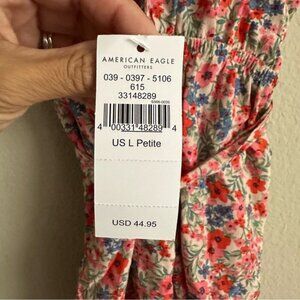 AMERICAN EAGLE
OUTFITTERS
039 - 0397 - 5106
615
33148289
4 00331 48289 4
US L Petite
USD 44.95